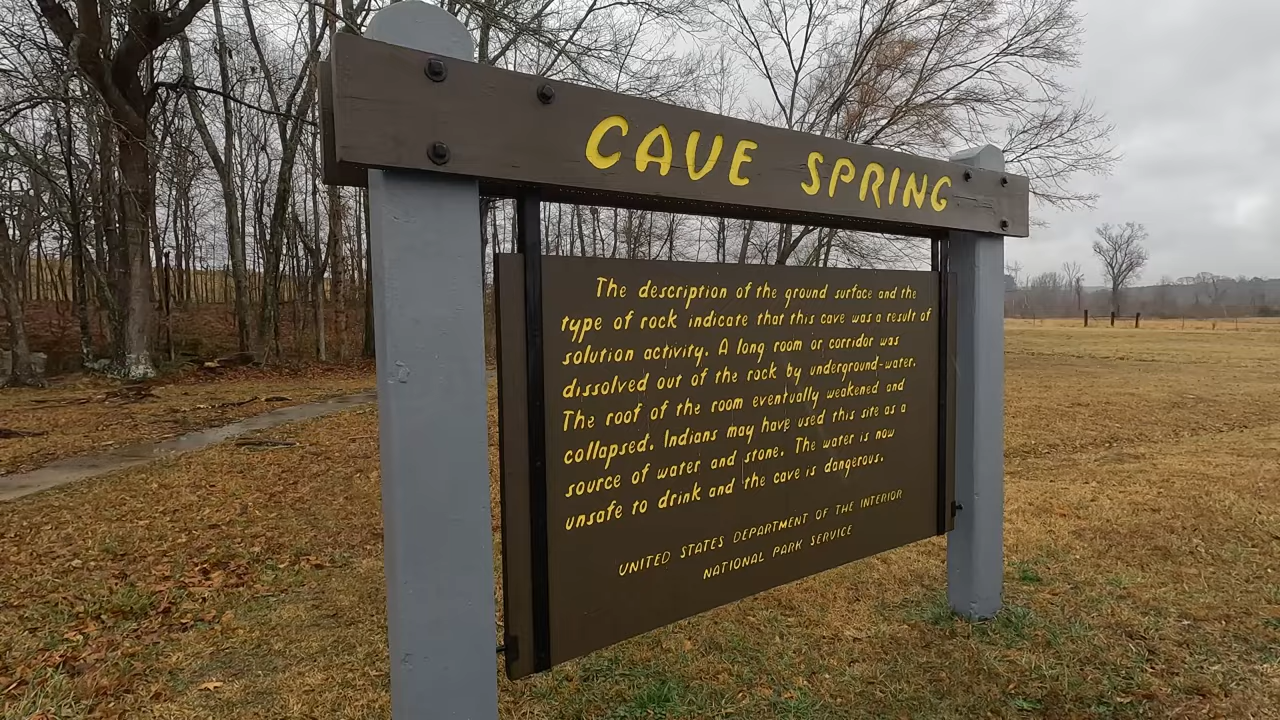 CAVE SPRING
The description of the ground surface and the
type of rock indicate that this cave was a result of
solution activity. A long room or corridor was
dissolved out of the rock by underground-water.
The roof of the room eventually weakened and
collapsed. Indians may have used this site as a
source of water and stone. The water is now
unsafe to drink and the cave is dangerous.
UNITED STATES DEPARTMENT OF THE INTERIOR
NATIONAL PARK SERVICE